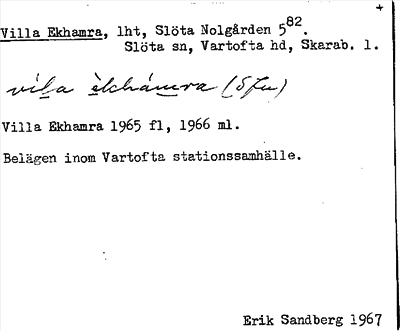 +
Villa Ekhamra, lht, Slöta Nolgården 5⁸².
Slöta sn, Vartofta hd, Skarab. l.
Villa Ekhamra 1965 fl, 1966 ml.
Belägen inom Vartofta stationssamhälle.
Erik Sandberg 1967